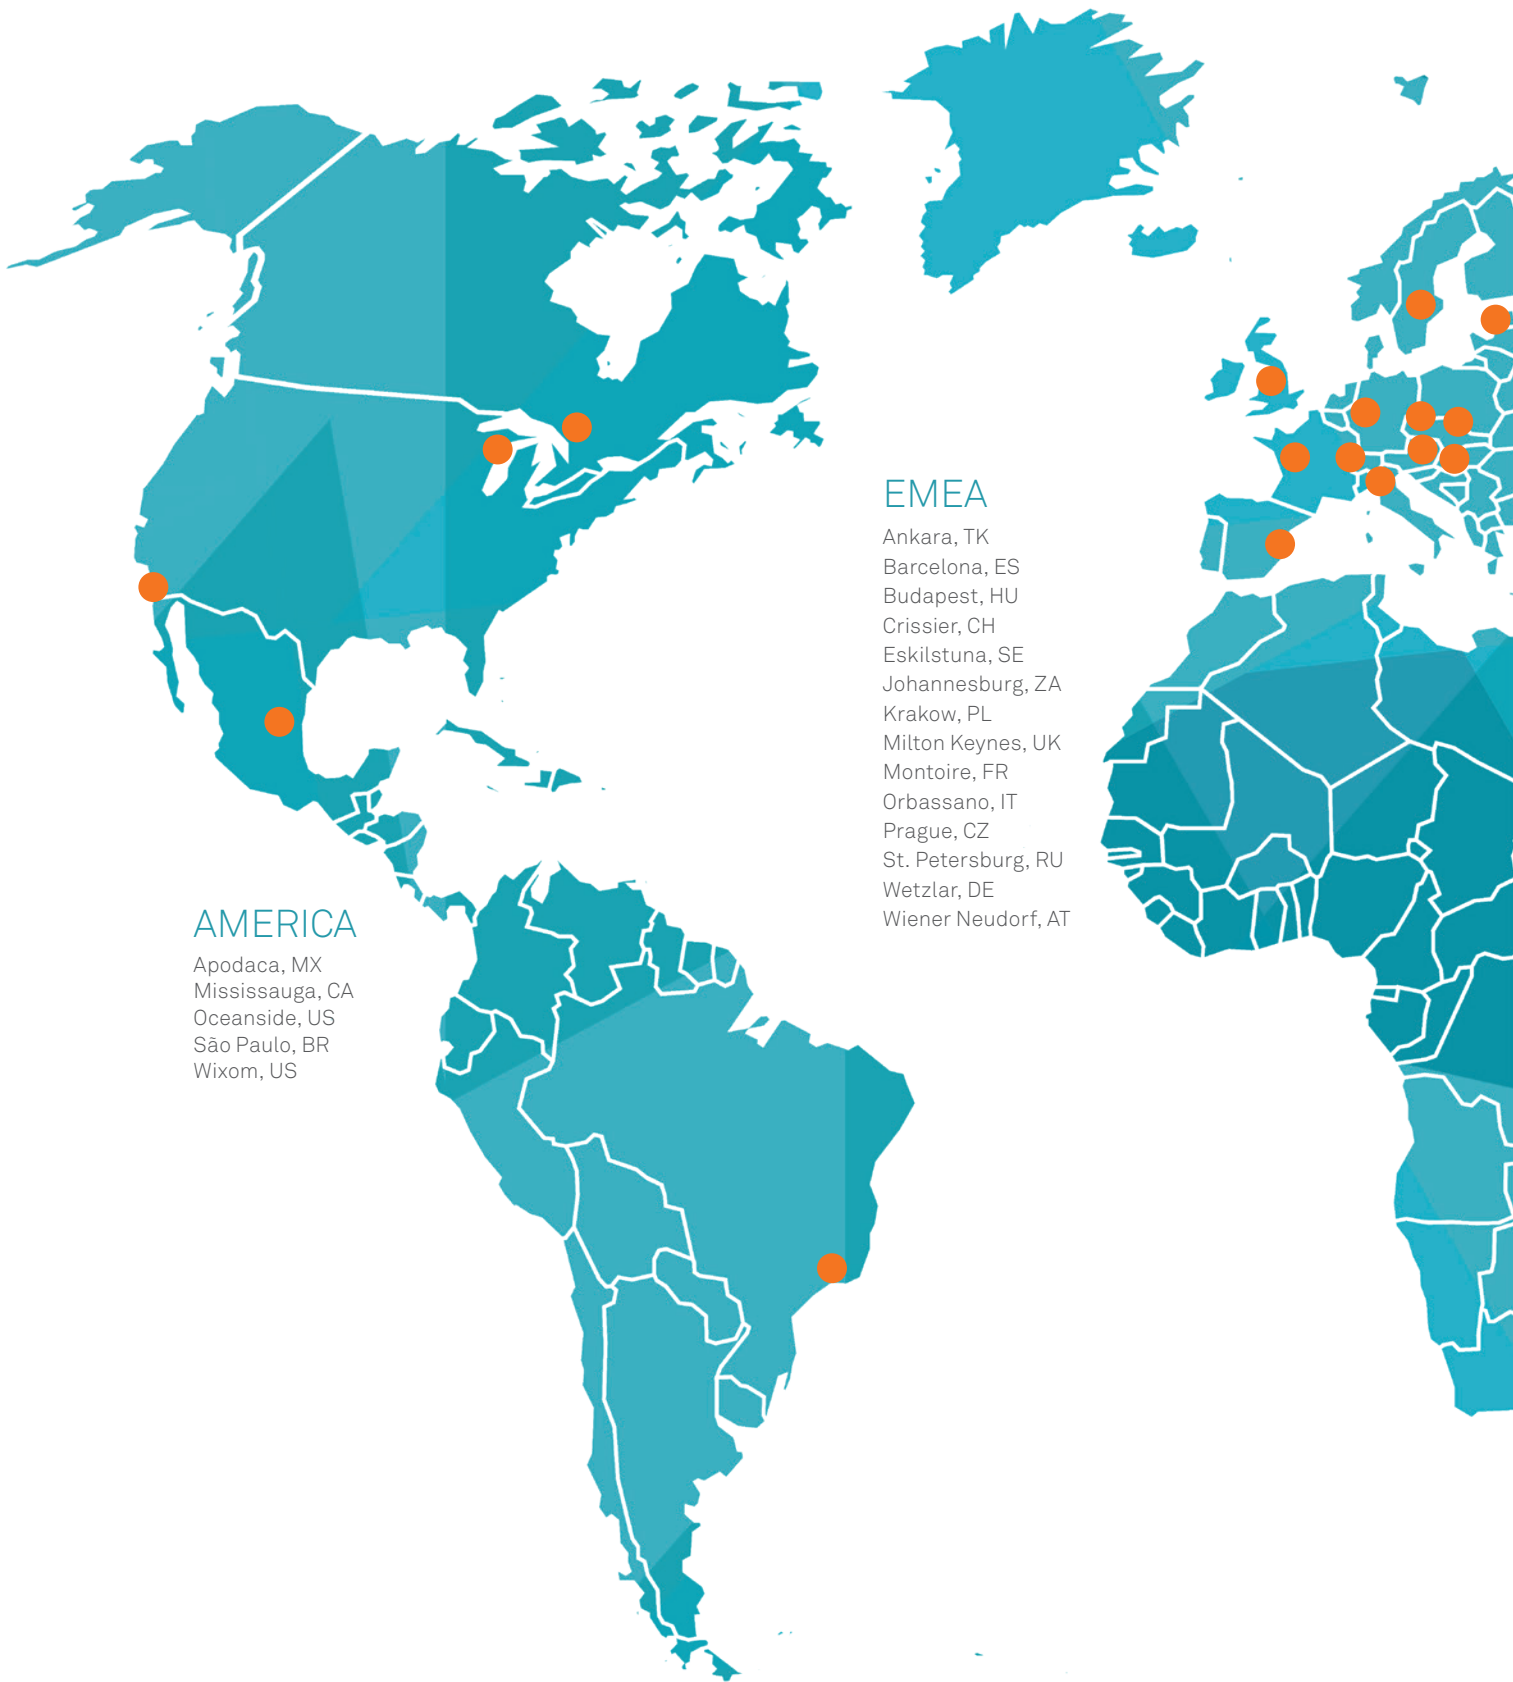 EMEA
Ankara, TK
Barcelona, ES
Budapest, HU
Crissier, CH
Eskilstuna, SE
Johannesburg, ZA
Krakow, PL
Milton Keynes, UK
Montoire, FR
Orbassano, IT
Prague, CZ
St. Petersburg, RU
Wetzlar, DE
Wiener Neudorf, AT
AMERICA
Apodaca, MX
Mississauga, CA
Oceanside, US
São Paulo, BR
Wixom, US